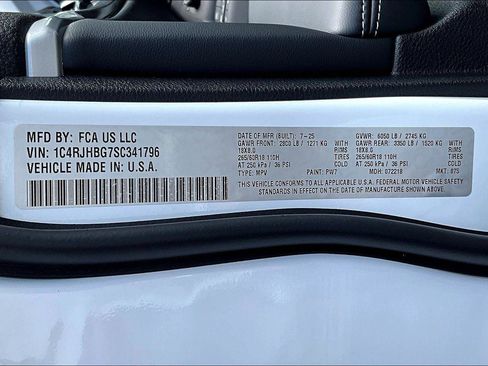 MFD BY: FCA US LLC
VIN: 1C4RJHBG7SC341796
VEHICLE MADE IN: U.S.A.
DATE OF MFR (BUILT): 7-25 GVWR: 6050 LB / 2745 KG
GAWR FRONT: 2800 LB / 1271 KG WITH GAWR REAR: 3350 LB / 1520 KG WITH
18X8.0 RIMS 18X8.0 RIMS
265/60R18 110H TIRES 265/60R18 110H TIRES
AT 250 kPa / 36 PSI COLD AT 250 kPa / 36 PSI COLD
TYPE: MPV PAINT: PW7 MDH: 072218 MKT: 87S
THIS VEHICLE CONFORMS TO ALL APPLICABLE U.S.A. FEDERAL MOTOR VEHICLE SAFETY
STANDARDS IN EFFECT ON THE DATE OF MANUFACTURE SHOWN ABOVE.